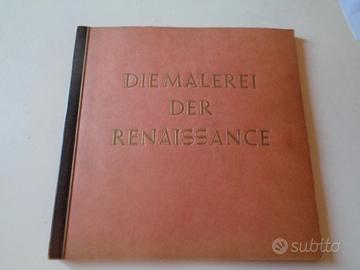 DIE MALEREI
DER
RENAISSANCE
subito